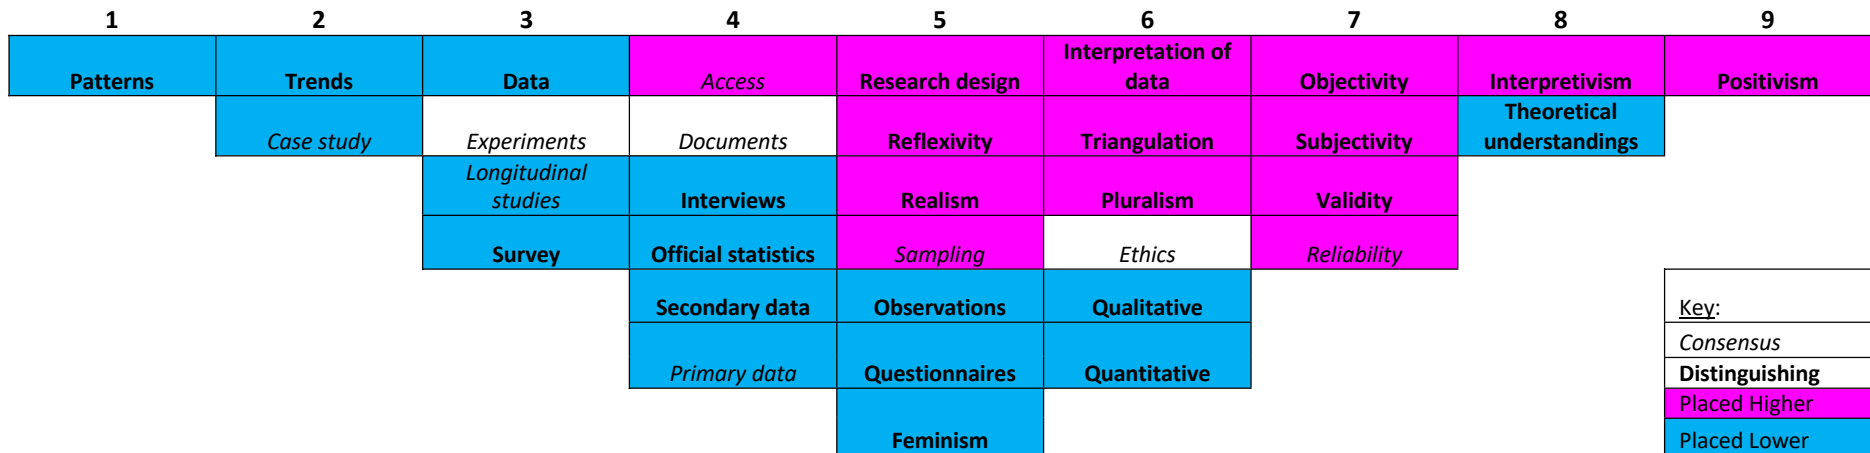 1 2 3 4 5 6 7 8 9
Interpretation of
Patterns Trends Data Access Research design data Objectivity Interpretivism Positivism
Theoretical
Case study Experiments Documents Reflexivity Triangulation Subjectivity understandings
Longitudinal
studies Interviews Realism Pluralism Validity
Survey Official statistics Sampling Ethics Reliability
Secondary data Observations Qualitative Key:
Consensus
Primary data Questionnaires Quantitative Distinguishing
Placed Higher
Feminism Placed Lower